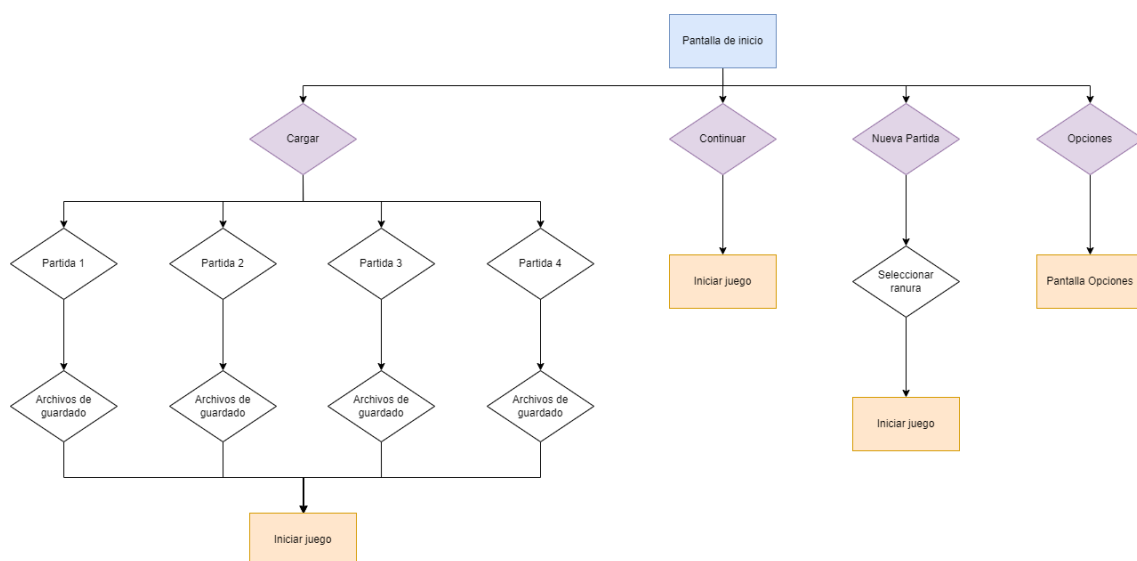 Pantalla de inicio
Cargar
Continuar
Nueva Partida
Opciones
Partida 1
Partida 2
Partida 3
Partida 4
Iniciar juego
Seleccionar
ranura
Pantalla Opciones
Archivos de
guardado
Archivos de
guardado
Archivos de
guardado
Archivos de
guardado
Iniciar juego
Iniciar juego